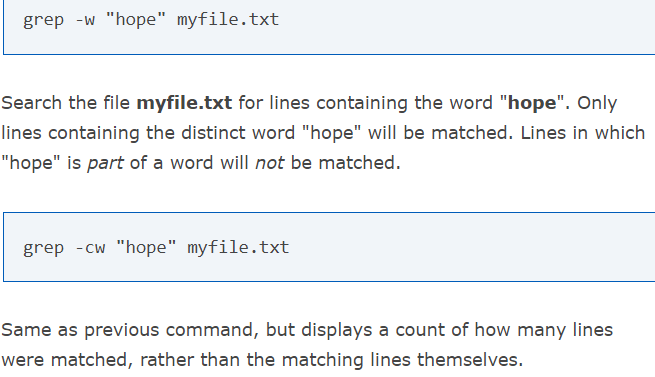 grep -w "hope" myfile.txt
Search the file myfile.txt for lines containing the word "hope". Only
lines containing the distinct word "hope" will be matched. Lines in which
"hope" is part of a word will not be matched.
grep -cw "hope" myfile.txt
Same as previous command, but displays a count of how many lines
were matched, rather than the matching lines themselves.